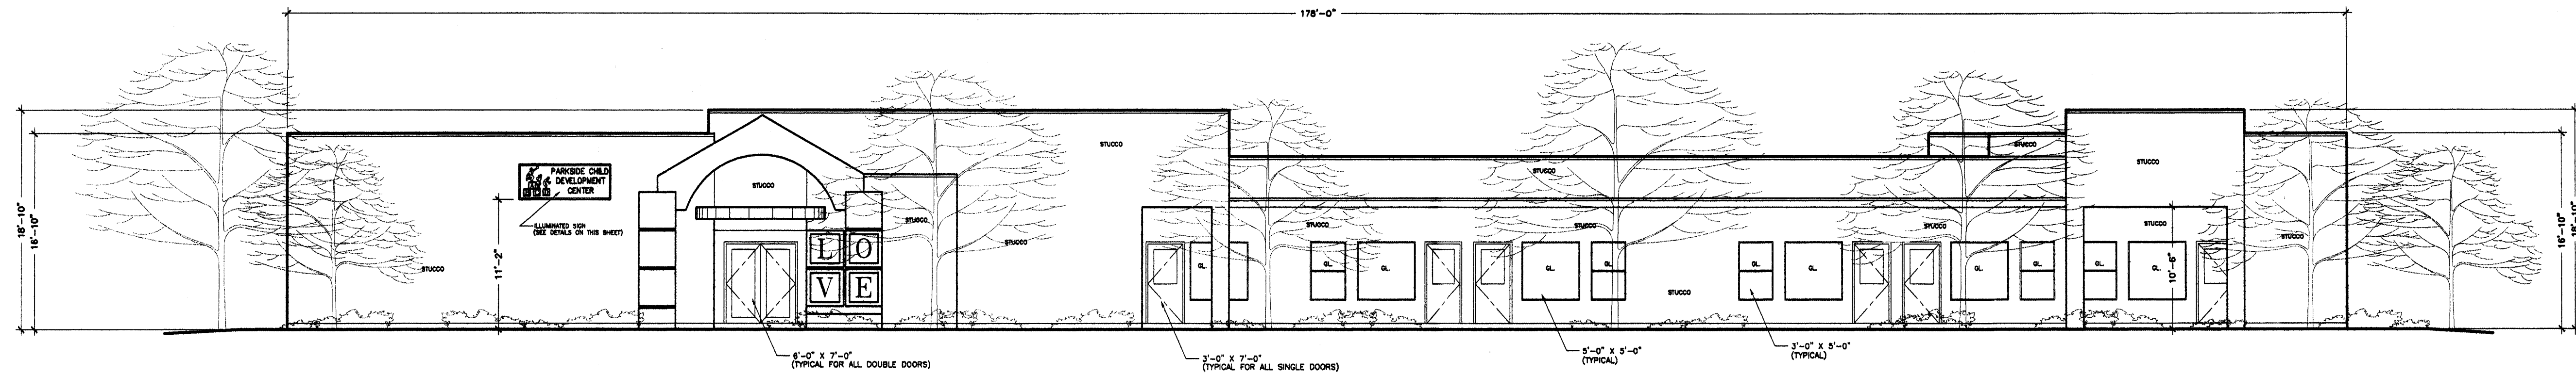 178'-0"
18'-10"
16'-10"
PARKSIDE CHILD
DEVELOPMENT
CENTER
ILLUMINATED SIGN
(SEE DETAILS ON THIS SHEET)
11'-2"
STUCCO
STUCCO
L O
V E
STUCCO
STUCCO
STUCCO
STUCCO
STUCCO
STUCCO
STUCCO
STUCCO
STUCCO
STUCCO
STUCCO
STUCCO
STUCCO
GL.
GL.
GL.
GL.
GL.
GL.
GL.
GL.
GL.
GL.
GL.
10'-6"
16'-10"
18'-10"
6'-0" X 7'-0"
(TYPICAL FOR ALL DOUBLE DOORS)
3'-0" X 7'-0"
(TYPICAL FOR ALL SINGLE DOORS)
5'-0" X 5'-0"
(TYPICAL)
3'-0" X 5'-0"
(TYPICAL)